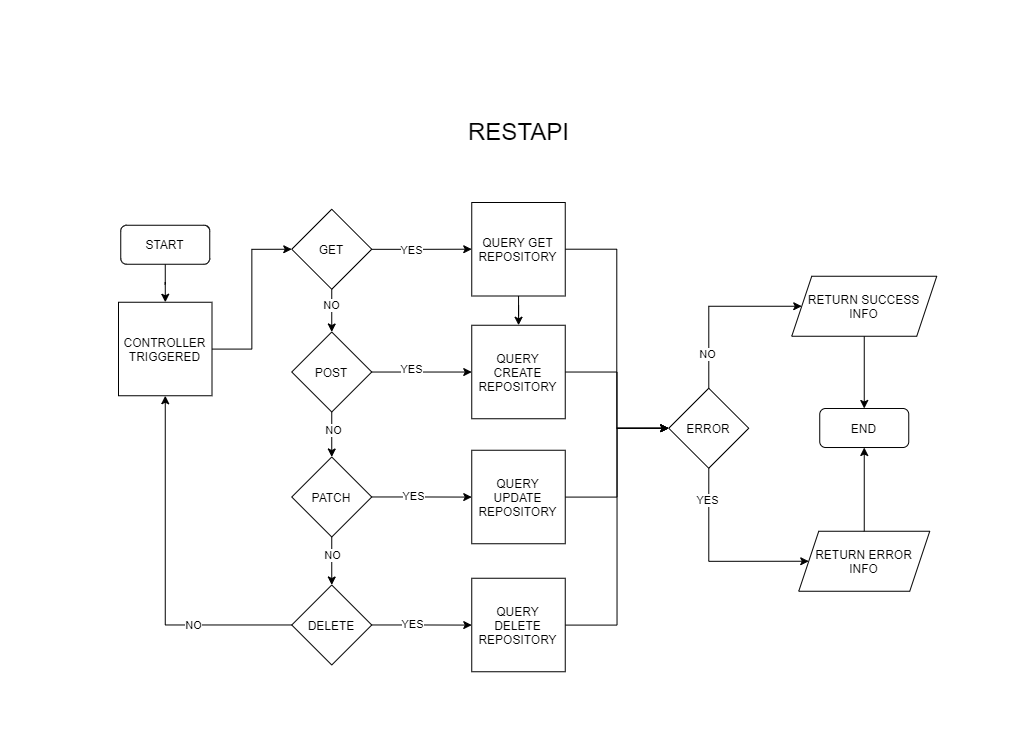 RESTAPI
START
CONTROLLER
TRIGGERED
GET
YES
QUERY GET
REPOSITORY
NO
POST
YES
QUERY
CREATE
REPOSITORY
NO
PATCH
YES
QUERY
UPDATE
REPOSITORY
NO
DELETE
YES
QUERY
DELETE
REPOSITORY
NO
ERROR
NO
RETURN SUCCESS
INFO
END
YES
RETURN ERROR
INFO